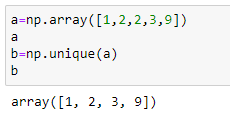 a=np.array([1,2,2,3,9])
a
b=np.unique(a)
b
array([1, 2, 3, 9])